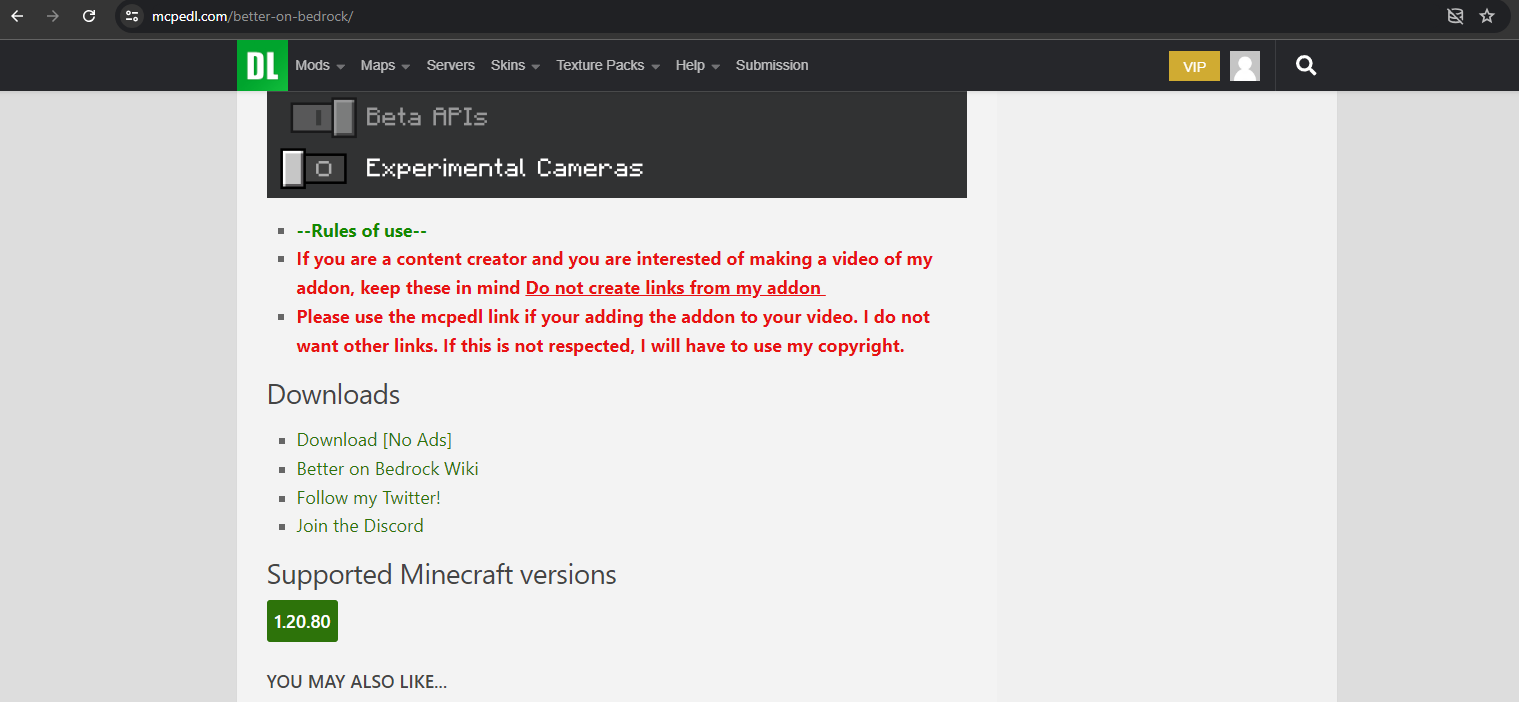 mcpedl.com/better-on-bedrock/
DL Mods Maps Servers Skins Texture Packs Help Submission VIP
Beta APIs
Experimental Cameras
--Rules of use--
If you are a content creator and you are interested of making a video of my
addon, keep these in mind Do not create links from my addon
Please use the mcpedl link if your adding the addon to your video. I do not
want other links. If this is not respected, I will have to use my copyright.
Downloads
Download [No Ads]
Better on Bedrock Wiki
Follow my Twitter!
Join the Discord
Supported Minecraft versions
1.20.80
YOU MAY ALSO LIKE...